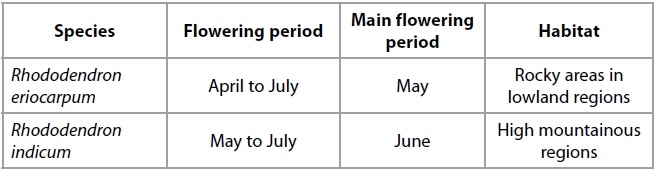 Species
Flowering period
Main flowering
period
Habitat
Rhododendron
eriocarpum
April to July
May
Rocky areas in
lowland regions
Rhododendron
indicum
May to July
June
High mountainous
regions